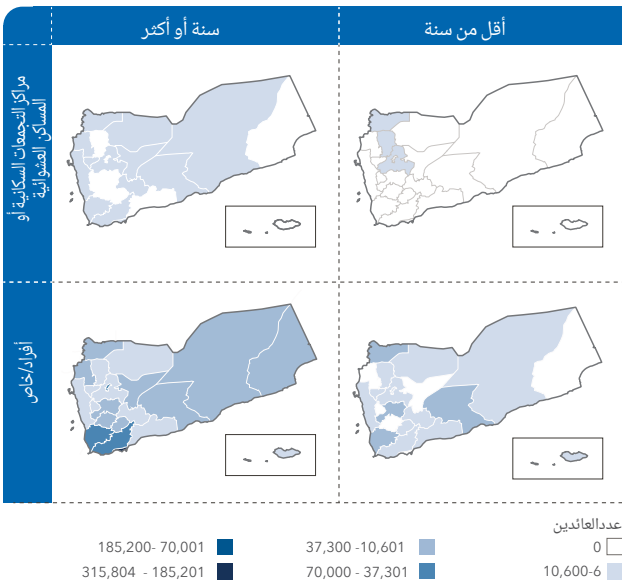 أقل من سنة
سنة أو أكثر
مراكز التجمعات السكانية أو
المساكن العشوائية
أفراد/خاص
عددالعائدين
0
10,600-6
37,300 -10,601
70,000 - 37,301
185,200- 70,001
315,804 - 185,201